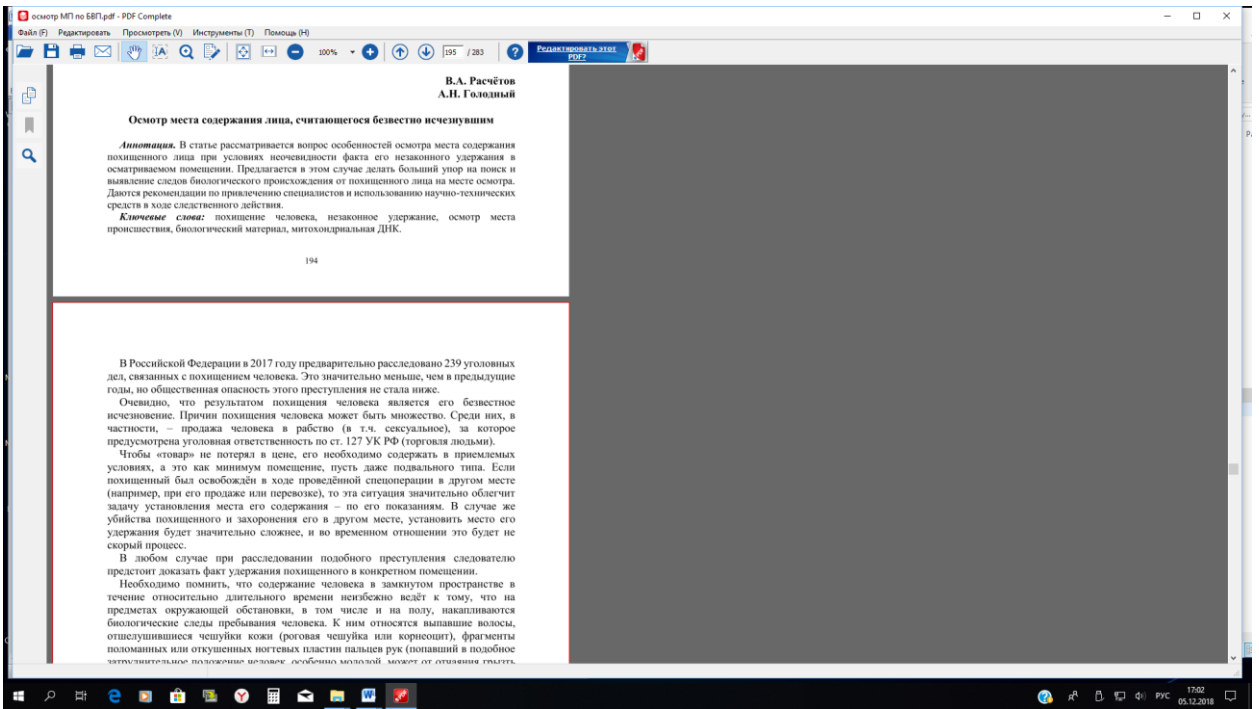 осмотр МП по БВП.pdf - PDF Complete
Файл (F) Редактировать Просмотреть (V) Инструменты (T) Помощь (H)
100% 195 / 283 Редактировать этот
PDF?
В.А. Расчётов
А.Н. Голодный
Осмотр места содержания лица, считающегося безвестно исчезнувшим
Аннотация. В статье рассматривается вопрос особенностей осмотра места содержания
похищенного лица при условиях неочевидности факта его незаконного удержания в
осматриваемом помещении. Предлагается в этом случае делать больший упор на поиск и
выявление следов биологического происхождения от похищенного лица на месте осмотра.
Даются рекомендации по привлечению специалистов и использованию научно-технических
средств в ходе следственного действия.
Ключевые слова: похищение человека, незаконное удержание, осмотр места
происшествия, биологический материал, митохондриальная ДНК.
194
В Российской Федерации в 2017 году предварительно расследовано 239 уголовных
дел, связанных с похищением человека. Это значительно меньше, чем в предыдущие
годы, но общественная опасность этого преступления не стала ниже.
Очевидно, что результатом похищения человека является его безвестное
исчезновение. Причин похищения человека может быть множество. Среди них, в
частности, – продажа человека в рабство (в т.ч. сексуальное), за которое
предусмотрена уголовная ответственность по ст. 127 УК РФ (торговля людьми).
Чтобы «товар» не потерял в цене, его необходимо содержать в приемлемых
условиях, а это как минимум помещение, пусть даже подвального типа. Если
похищенный был освобождён в ходе проведённой спецоперации в другом месте
(например, при его продаже или перевозке), то эта ситуация значительно облегчит
задачу установления места его содержания – по его показаниям. В случае же
убийства похищенного и захоронения его в другом месте, установить место его
удержания будет значительно сложнее, и во временном отношении это будет не
скорый процесс.
В любом случае при расследовании подобного преступления следователю
предстоит доказать факт удержания похищенного в конкретном помещении.
Необходимо помнить, что содержание человека в замкнутом пространстве в
течение относительно длительного времени неизбежно ведёт к тому, что на
предметах окружающей обстановки, в том числе и на полу, накапливаются
биологические следы пребывания человека. К ним относятся выпавшие волосы,
отшелушившиеся чешуйки кожи (роговая чешуйка или корнеоцит), фрагменты
поломанных или откушенных ногтевых пластин пальцев рук (попавший в подобное
затруднительное положение человек, особенно молодой, может от отчаяния грызть
РУС 17:02
05.12.2018